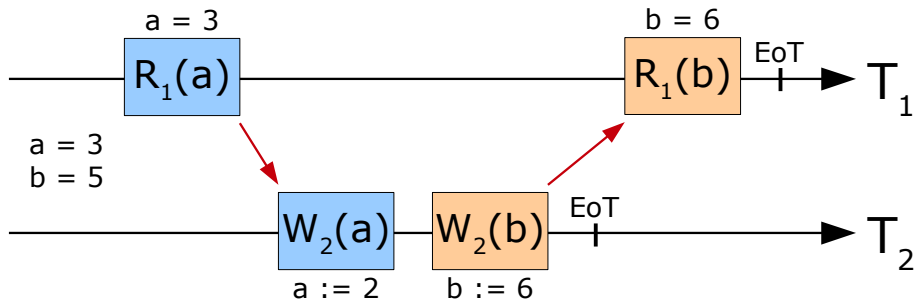 a = 3
b = 6
R₁(a)
R₁(b)
EoT
T₁
a = 3
b = 5
W₂(a)
W₂(b)
EoT
T₂
a := 2
b := 6